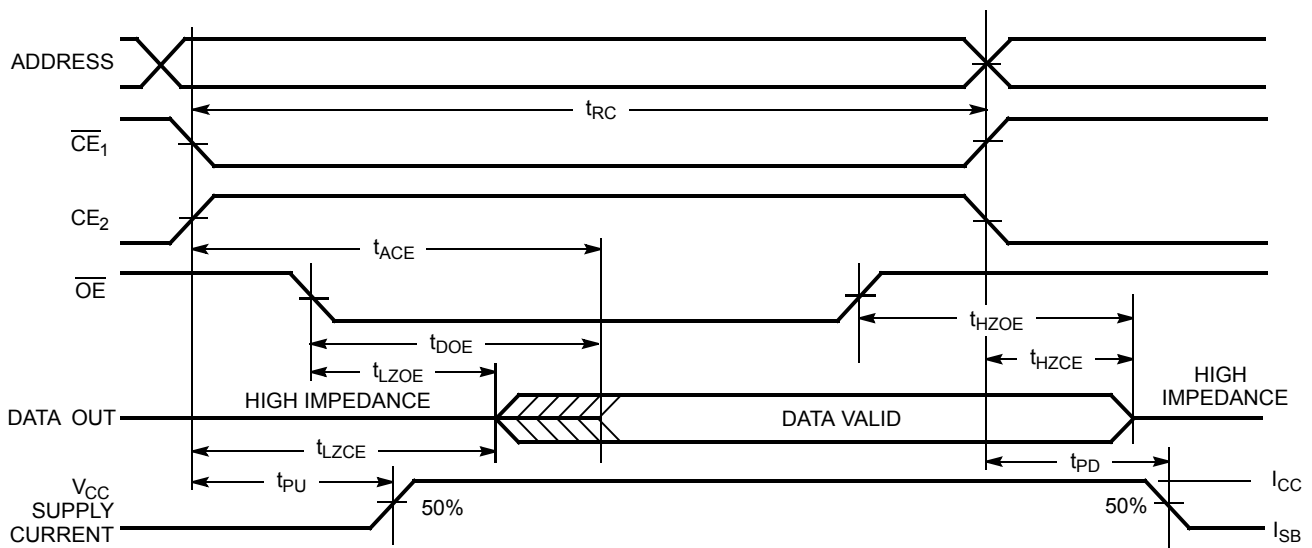 ADDRESS
tRC
CE1
CE2
tACE
OE
tHZOE
tDOE
tHZCE
tLZOE
HIGH
IMPEDANCE
HIGH IMPEDANCE
DATA OUT
DATA VALID
tLZCE
tPD
tPU
VCC
SUPPLY
CURRENT
50%
50%
ICC
ISB